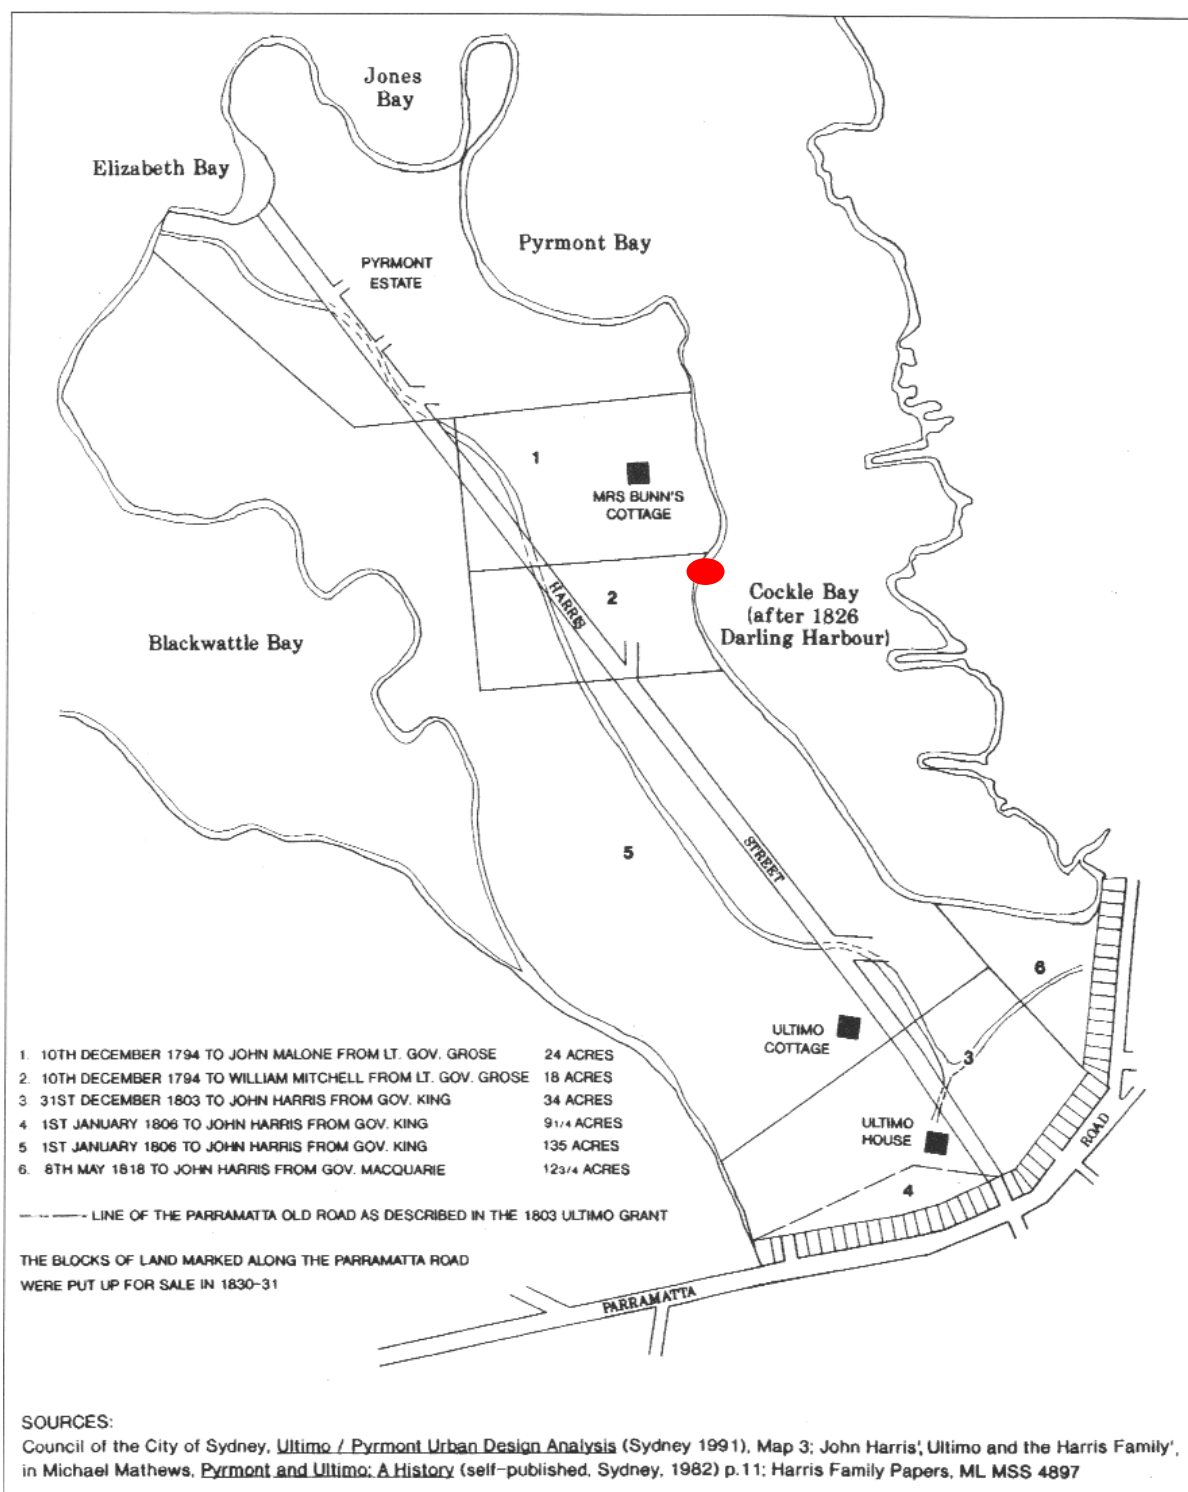 Jones
Bay
Elizabeth Bay
Pyrmont Bay
PYRMONT
ESTATE
1
MRS BUNN'S
COTTAGE
HARRIS
2
Cockle Bay
(after 1826
Darling Harbour)
Blackwattle Bay
STREET
5
6
ULTIMO
COTTAGE
3
ULTIMO
HOUSE
ROAD
4
PARRAMATTA
1. 10TH DECEMBER 1794 TO JOHN MALONE FROM LT. GOV. GROSE 24 ACRES
2. 10TH DECEMBER 1794 TO WILLIAM MITCHELL FROM LT. GOV. GROSE 18 ACRES
3 31ST DECEMBER 1803 TO JOHN HARRIS FROM GOV. KING 34 ACRES
4 1ST JANUARY 1806 TO JOHN HARRIS FROM GOV. KING 91/4 ACRES
5 1ST JANUARY 1806 TO JOHN HARRIS FROM GOV. KING 135 ACRES
6. 8TH MAY 1818 TO JOHN HARRIS FROM GOV. MACQUARIE 123/4 ACRES
LINE OF THE PARRAMATTA OLD ROAD AS DESCRIBED IN THE 1803 ULTIMO GRANT
THE BLOCKS OF LAND MARKED ALONG THE PARRAMATTA ROAD
WERE PUT UP FOR SALE IN 1830-31
SOURCES:
Council of the City of Sydney, Ultimo / Pyrmont Urban Design Analysis (Sydney 1991), Map 3; John Harris', Ultimo and the Harris Family',
in Michael Mathews, Pyrmont and Ultimo: A History (self-published, Sydney, 1982) p.11; Harris Family Papers, ML MSS 4897